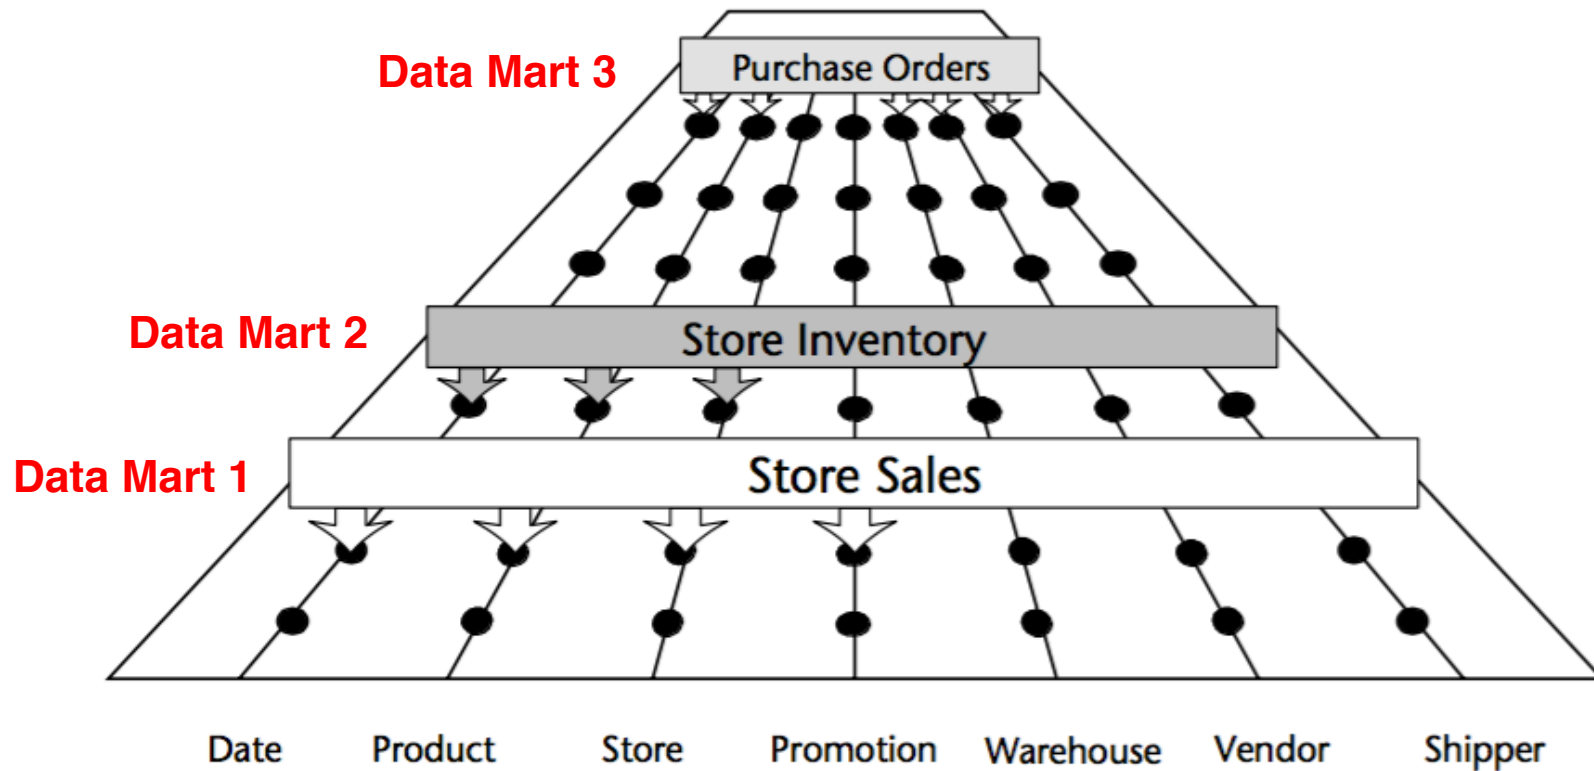 Data Mart 3
Purchase Orders
Data Mart 2
Store Inventory
Data Mart 1
Store Sales
Date Product Store Promotion Warehouse Vendor Shipper